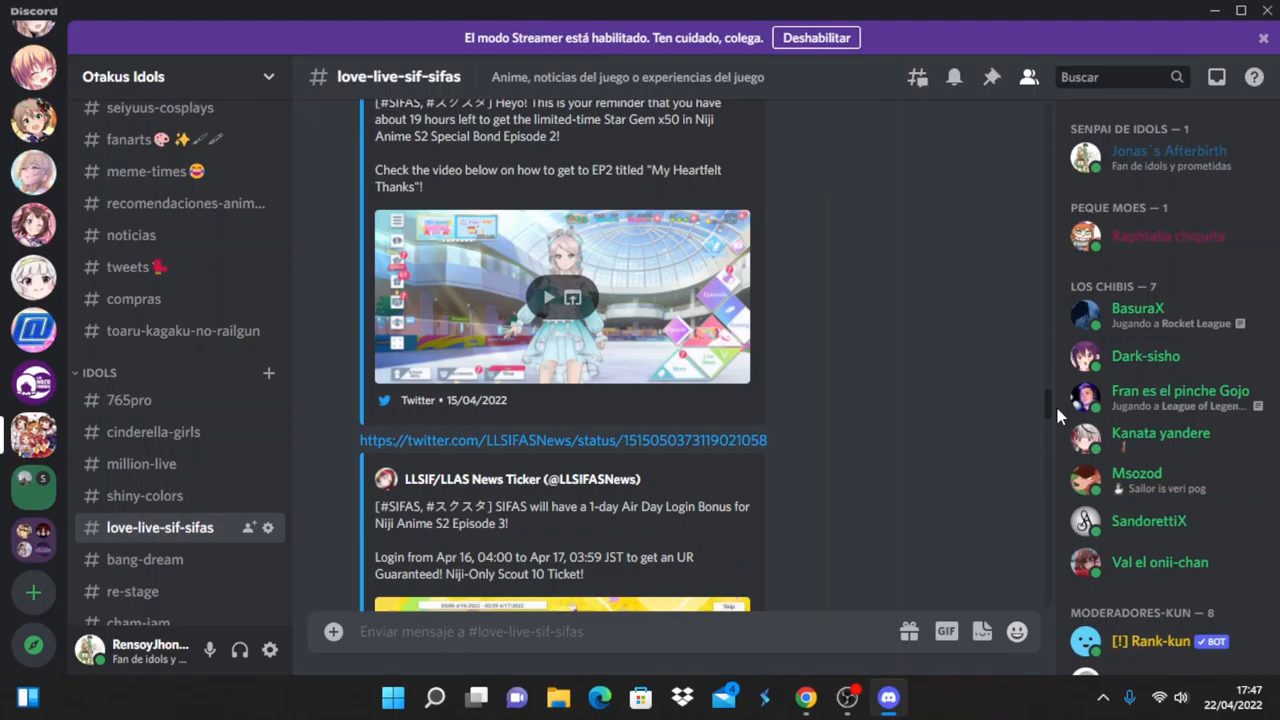 Discord
El modo Streamer está habilitado. Ten cuidado, colega.
Deshabilitar
Otakus Idols
# love-live-sif-sifas
Anime, noticias del juego o experiencias del juego
Buscar
# seiyuus-cosplays
# fanarts🎨✨🖌🖌
# meme-times😂
# recomendaciones-anim...
# noticias
# tweets💃
# compras
# toaru-kagaku-no-railgun
IDOLS
# 765pro
# cinderella-girls
# million-live
# shiny-colors
# love-live-sif-sifas
# bang-dream
# re-stage
# cham-jam
RensoyJhon...
Fan de idols y ...
[#SIFAS, #スクスタ] Heyo! This is your reminder that you have
about 19 hours left to get the limited-time Star Gem x50 in Niji
Anime S2 Special Bond Episode 2!
Check the video below on how to get to EP2 titled "My Heartfelt
Thanks"!
Twitter • 15/04/2022
https://twitter.com/LLSIFASNews/status/1515050373119021058
LLSIF/LLAS News Ticker (@LLSIFASNews)
[#SIFAS, #スクスタ] SIFAS will have a 1-day Air Day Login Bonus for
Niji Anime S2 Episode 3!
Login from Apr 16, 04:00 to Apr 17, 03:59 JST to get an UR
Guaranteed! Niji-Only Scout 10 Ticket!
Skip
Enviar mensaje a #love-live-sif-sifas
GIF
SENPAI DE IDOLS — 1
Jonas`s Afterbirth
Fan de idols y prometidas
PEQUE MOES — 1
Raphtalia chiquita
LOS CHIBIS — 7
BasuraX
Jugando a Rocket League
Dark-sisho
Fran es el pinche Gojo
Jugando a League of Legen...
Kanata yandere
Msozod
Sailor is veri pog
SandorettiX
Val el onii-chan
MODERADORES-KUN — 8
[!] Rank-kun ✓ BOT
S
4
17:47
22/04/2022